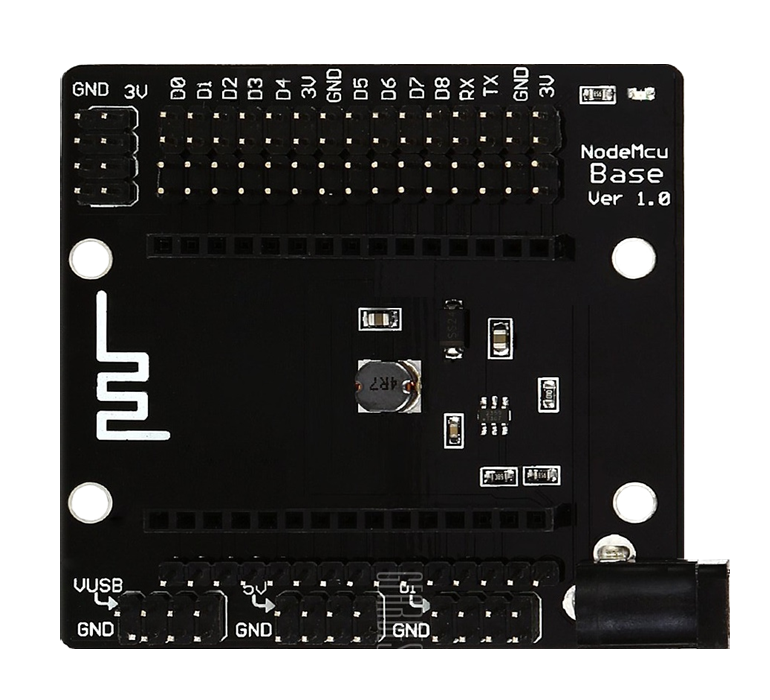 GND 3V D0 D1 D2 D3 D4 3V GND D5 D6 D7 D8 RX TX GND 3V
NodeMcu
Base
Ver 1.0
4R7
VUSB 5V
GND GND GND